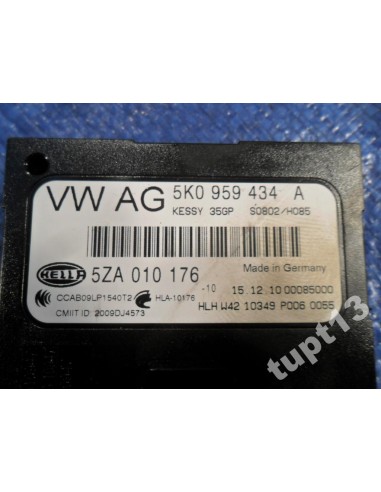 VW AG 5K0 959 434 A
KESSY 35GP S0802/H085
HELLA 5ZA 010 176 Made in Germany
-10 15.12.10 00085000
CCAB09LP1540T2 HLA-10176
HLH W42 10349 P006 0055
CMIIT ID: 2009DJ4573
tupt13